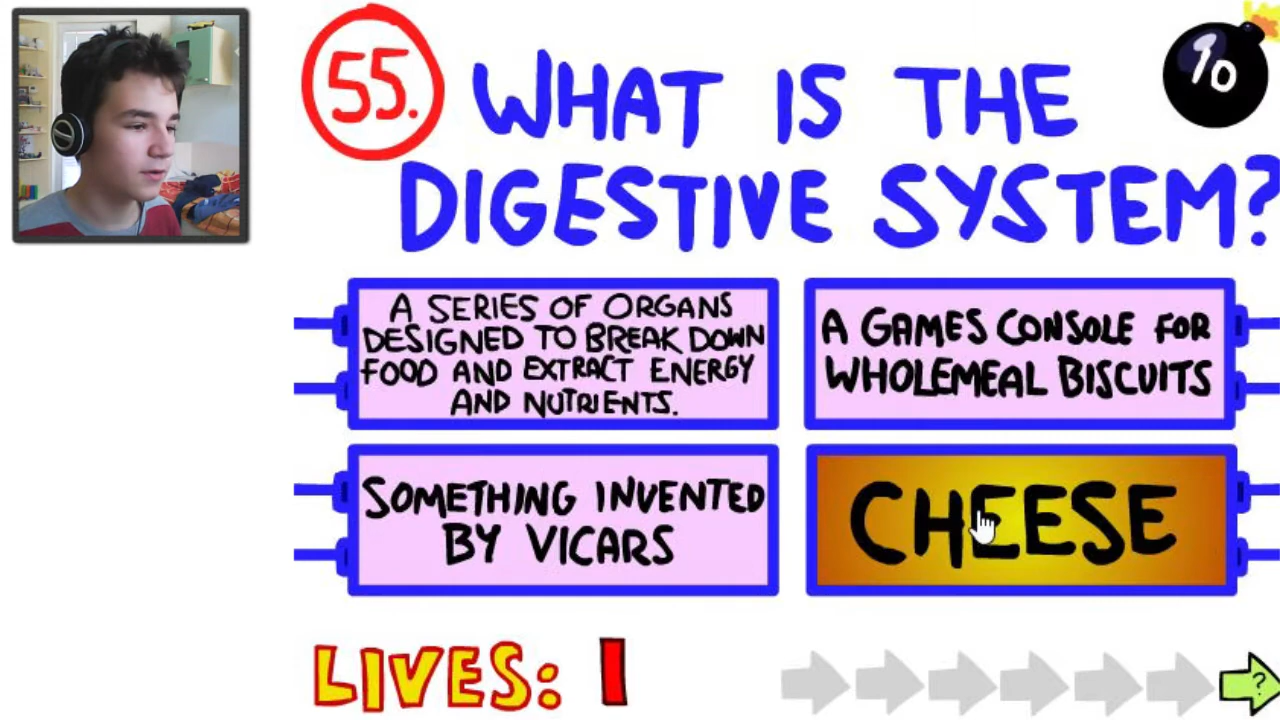 55.
WHAT IS THE
DIGESTIVE SYSTEM?
10
A SERIES OF ORGANS
DESIGNED TO BREAK DOWN
FOOD AND EXTRACT ENERGY
AND NUTRIENTS.
A GAMES CONSOLE FOR
WHOLEMEAL BISCUITS
SOMETHING INVENTED
BY VICARS
CHEESE
LIVES: 1
?